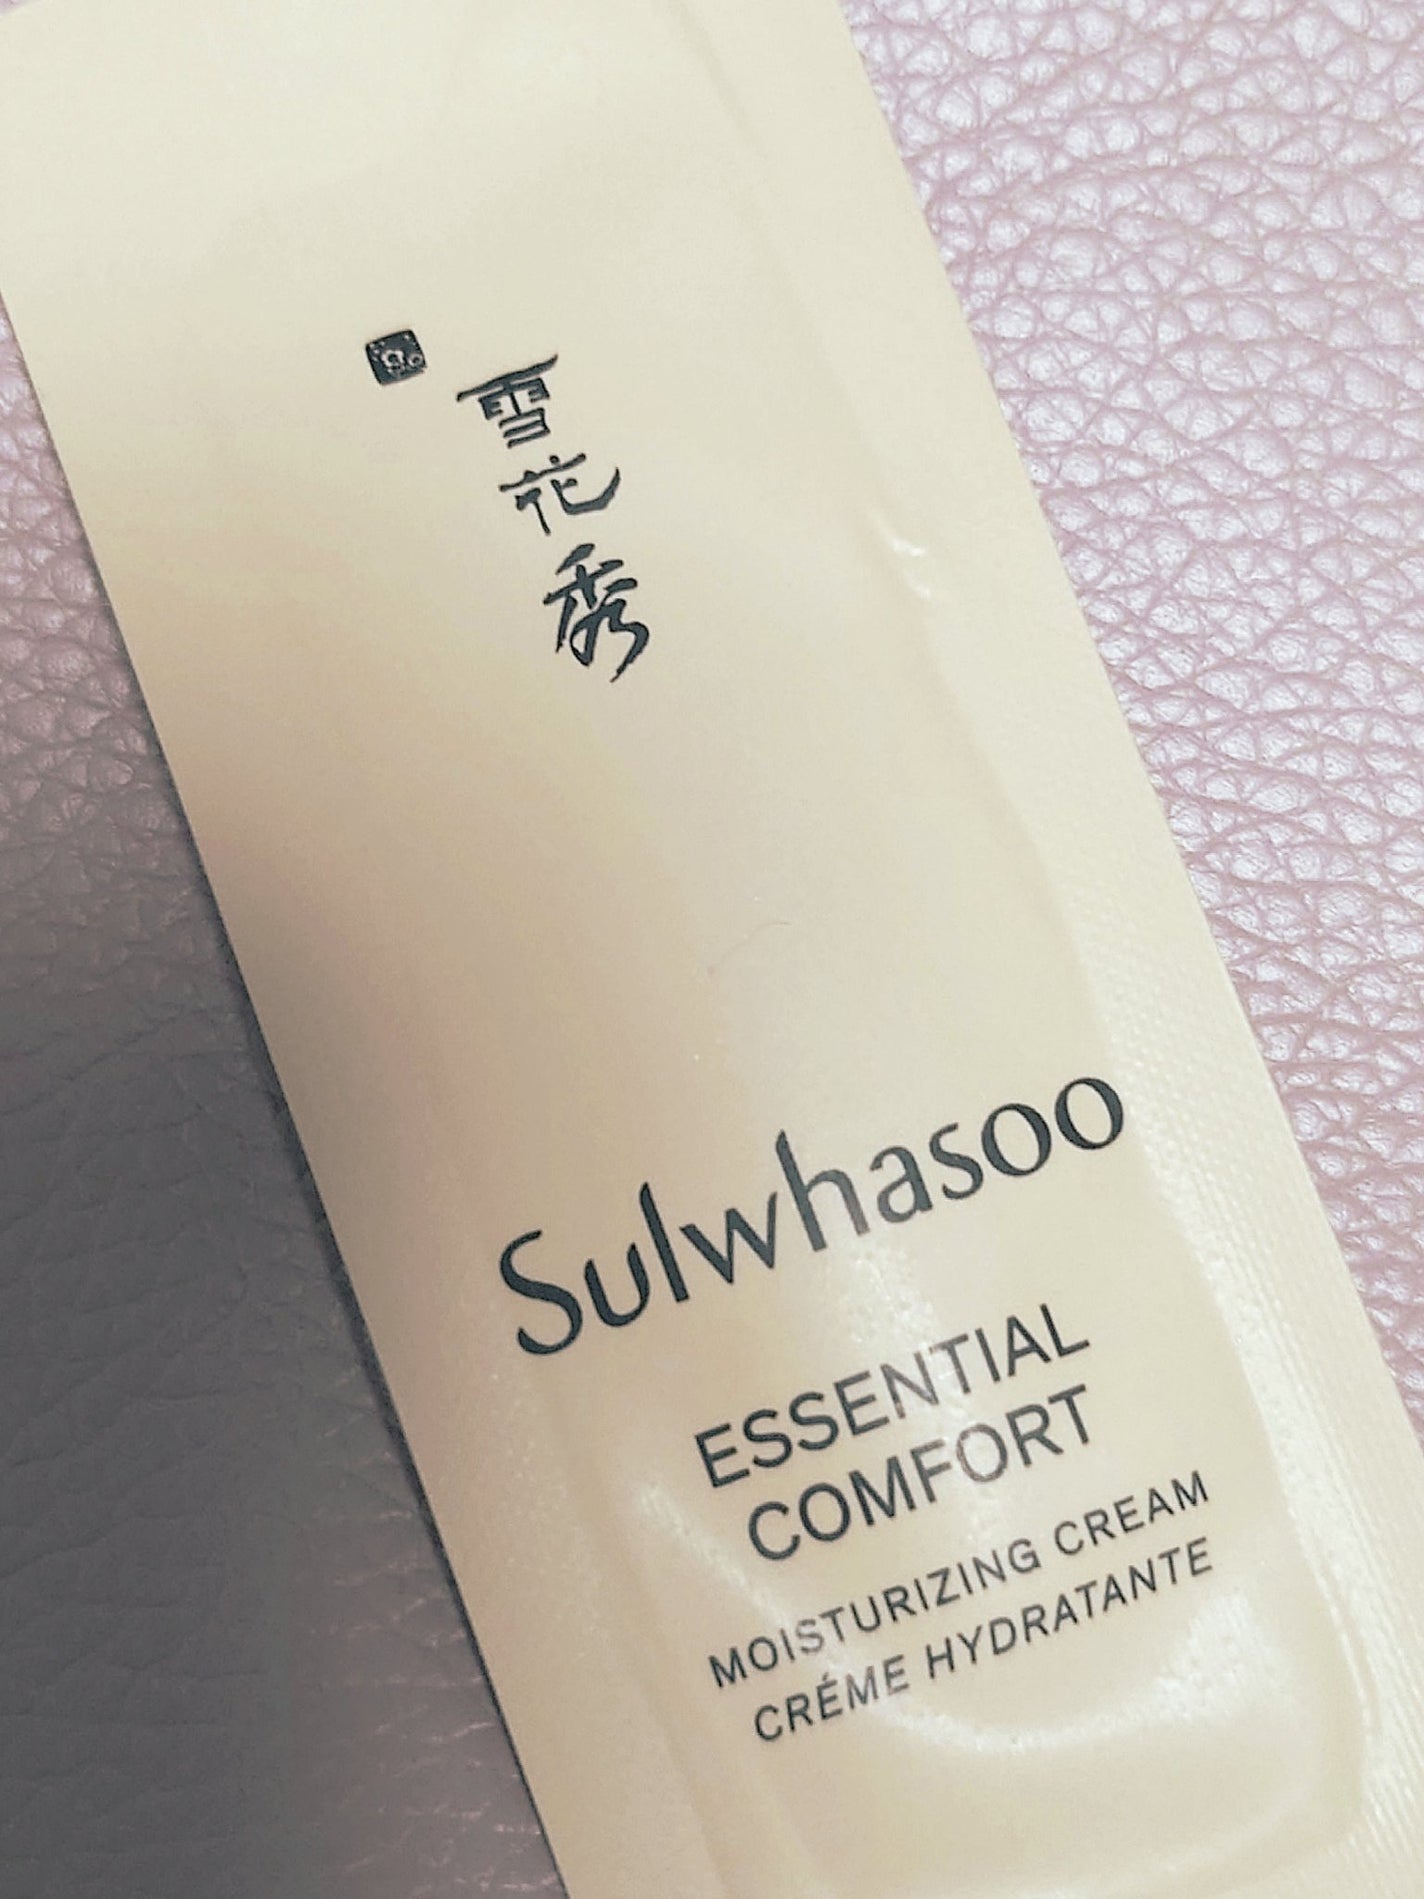 雪花秀
Sulwhasoo
ESSENTIAL
COMFORT
MOISTURIZING CREAM
CRÉME HYDRATANTE